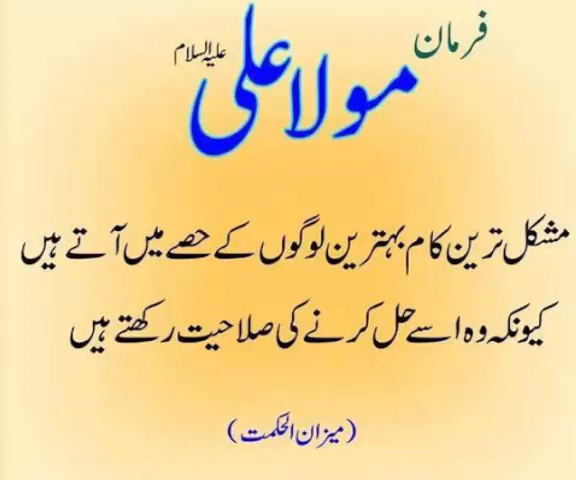 فرمان
مولا علی علیہ السلام
مشکل ترین کام بہترین لوگوں کے حصے میں آتے ہیں
کیونکہ وہ اسے حل کرنے کی صلاحیت رکھتے ہیں
(میزان الحکمت)